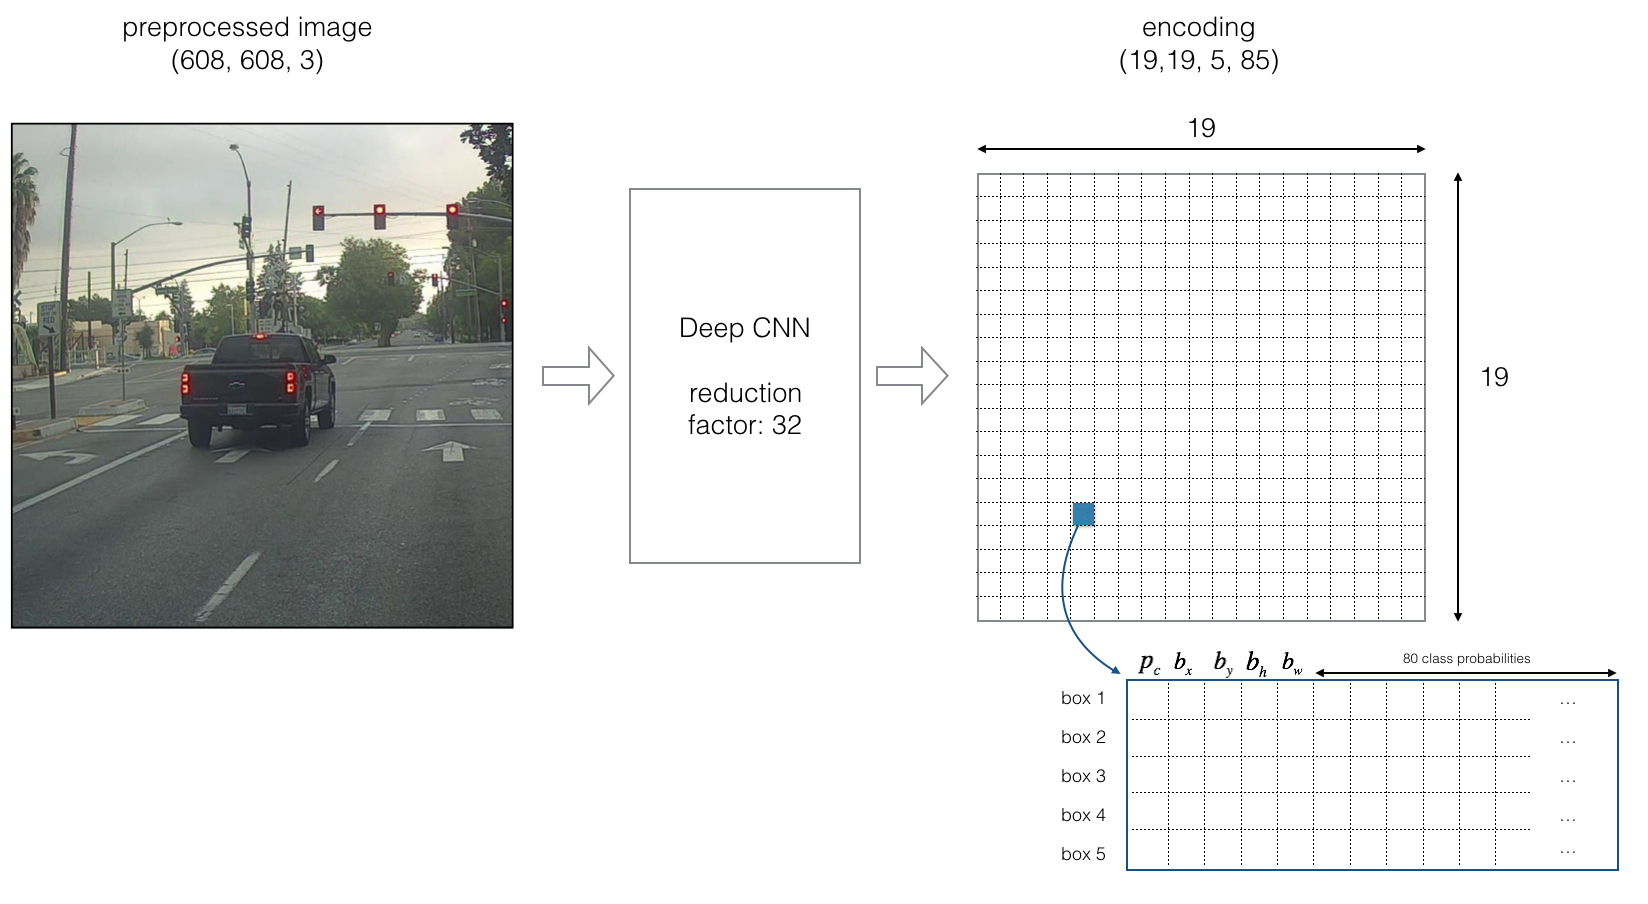 preprocessed image
(608, 608, 3)
encoding
(19,19, 5, 85)
19
19
Deep CNN
reduction
factor: 32
p_c b_x b_y b_h b_w
80 class probabilities
box 1 ...
box 2 ...
box 3 ...
box 4 ...
box 5 ...